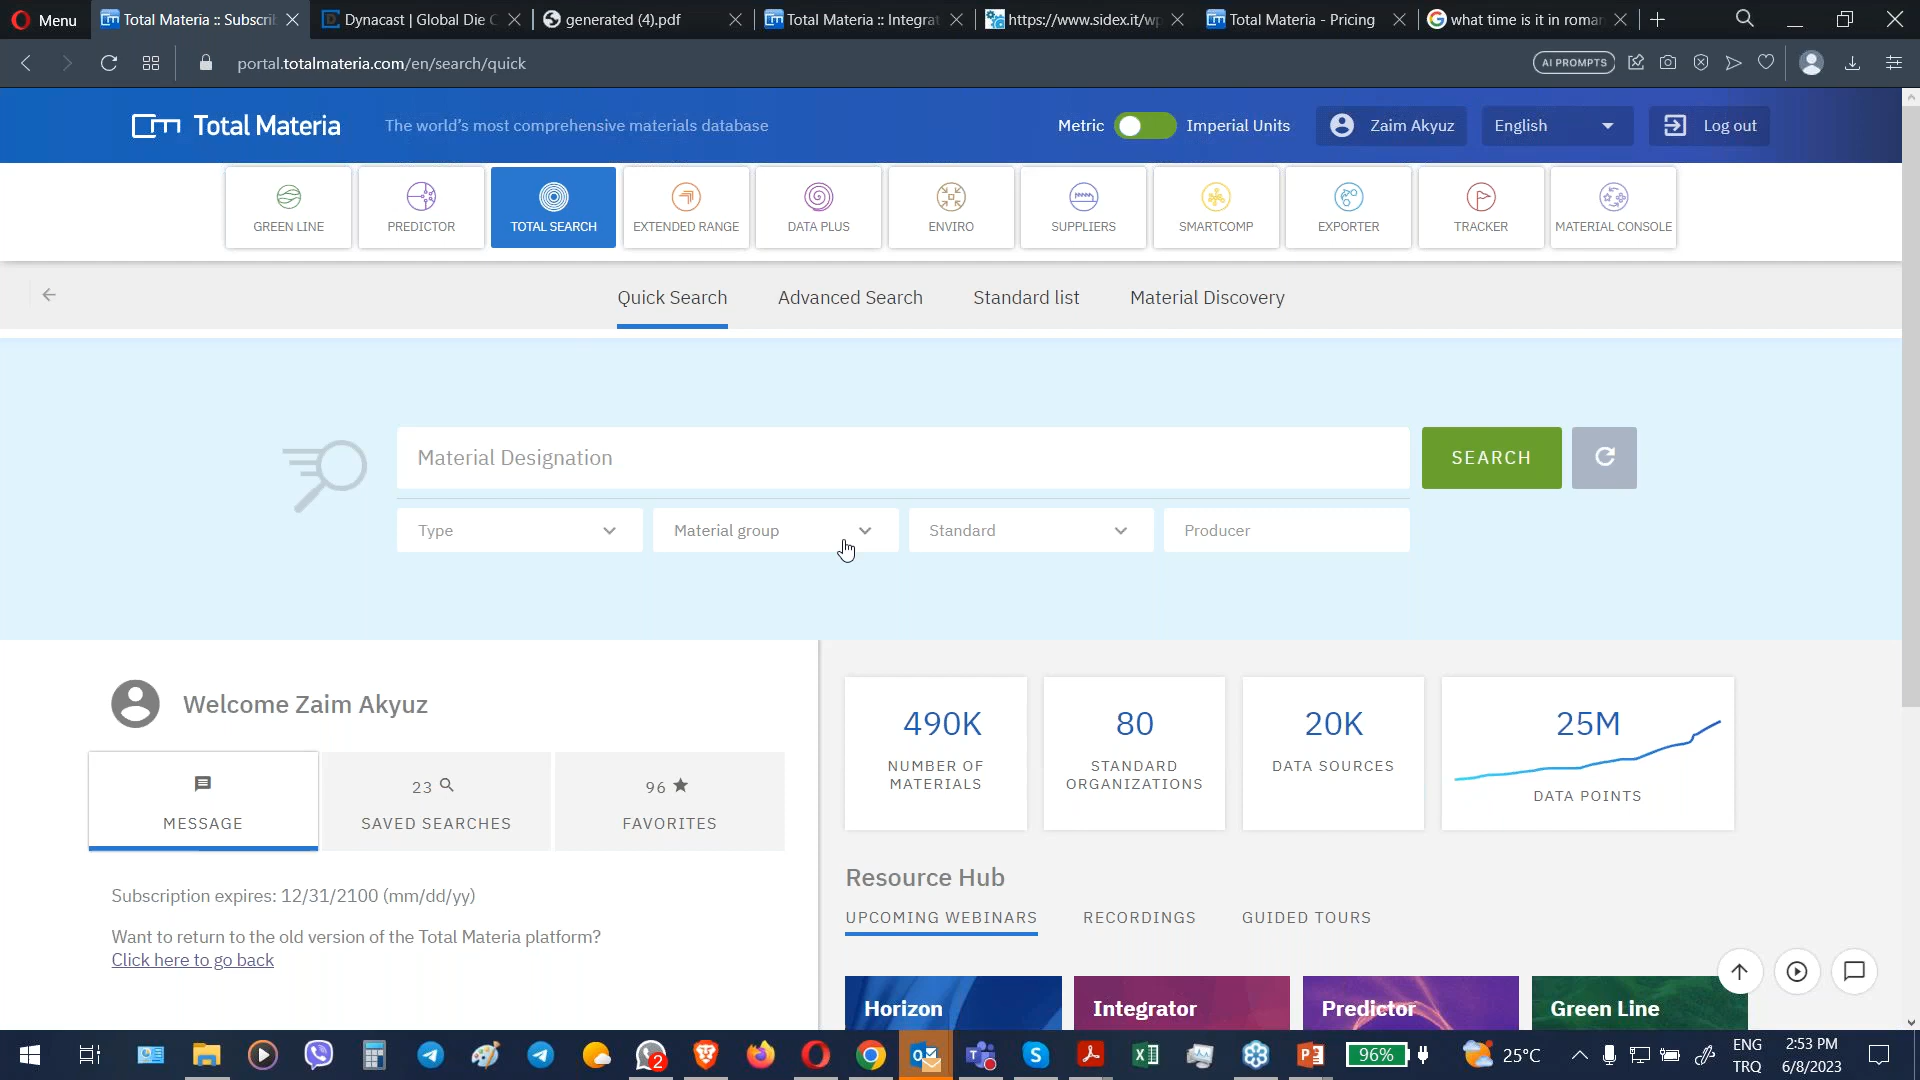 Menu
Total Materia :: Subscri
Dynacast | Global Die C
generated (4).pdf
Total Materia :: Integrat
https://www.sidex.it/wp
Total Materia - Pricing
what time is it in roma
portal.totalmateria.com/en/search/quick
AI PROMPTS
Total Materia
The world's most comprehensive materials database
Metric
Imperial Units
Zaim Akyuz
English
Log out
GREEN LINE
PREDICTOR
TOTAL SEARCH
EXTENDED RANGE
DATA PLUS
ENVIRO
SUPPLIERS
SMARTCOMP
EXPORTER
TRACKER
MATERIAL CONSOLE
Quick Search
Advanced Search
Standard list
Material Discovery
Material Designation
SEARCH
Type
Material group
Standard
Producer
Welcome Zaim Akyuz
MESSAGE
23
SAVED SEARCHES
96
FAVORITES
Subscription expires: 12/31/2100 (mm/dd/yy)
Want to return to the old version of the Total Materia platform?
Click here to go back
490K
NUMBER OF
MATERIALS
80
STANDARD
ORGANIZATIONS
20K
DATA SOURCES
25M
DATA POINTS
Resource Hub
UPCOMING WEBINARS
RECORDINGS
GUIDED TOURS
Horizon
Integrator
Predictor
Green Line
2
96%
25°C
ENG
TRQ
2:53 PM
6/8/2023